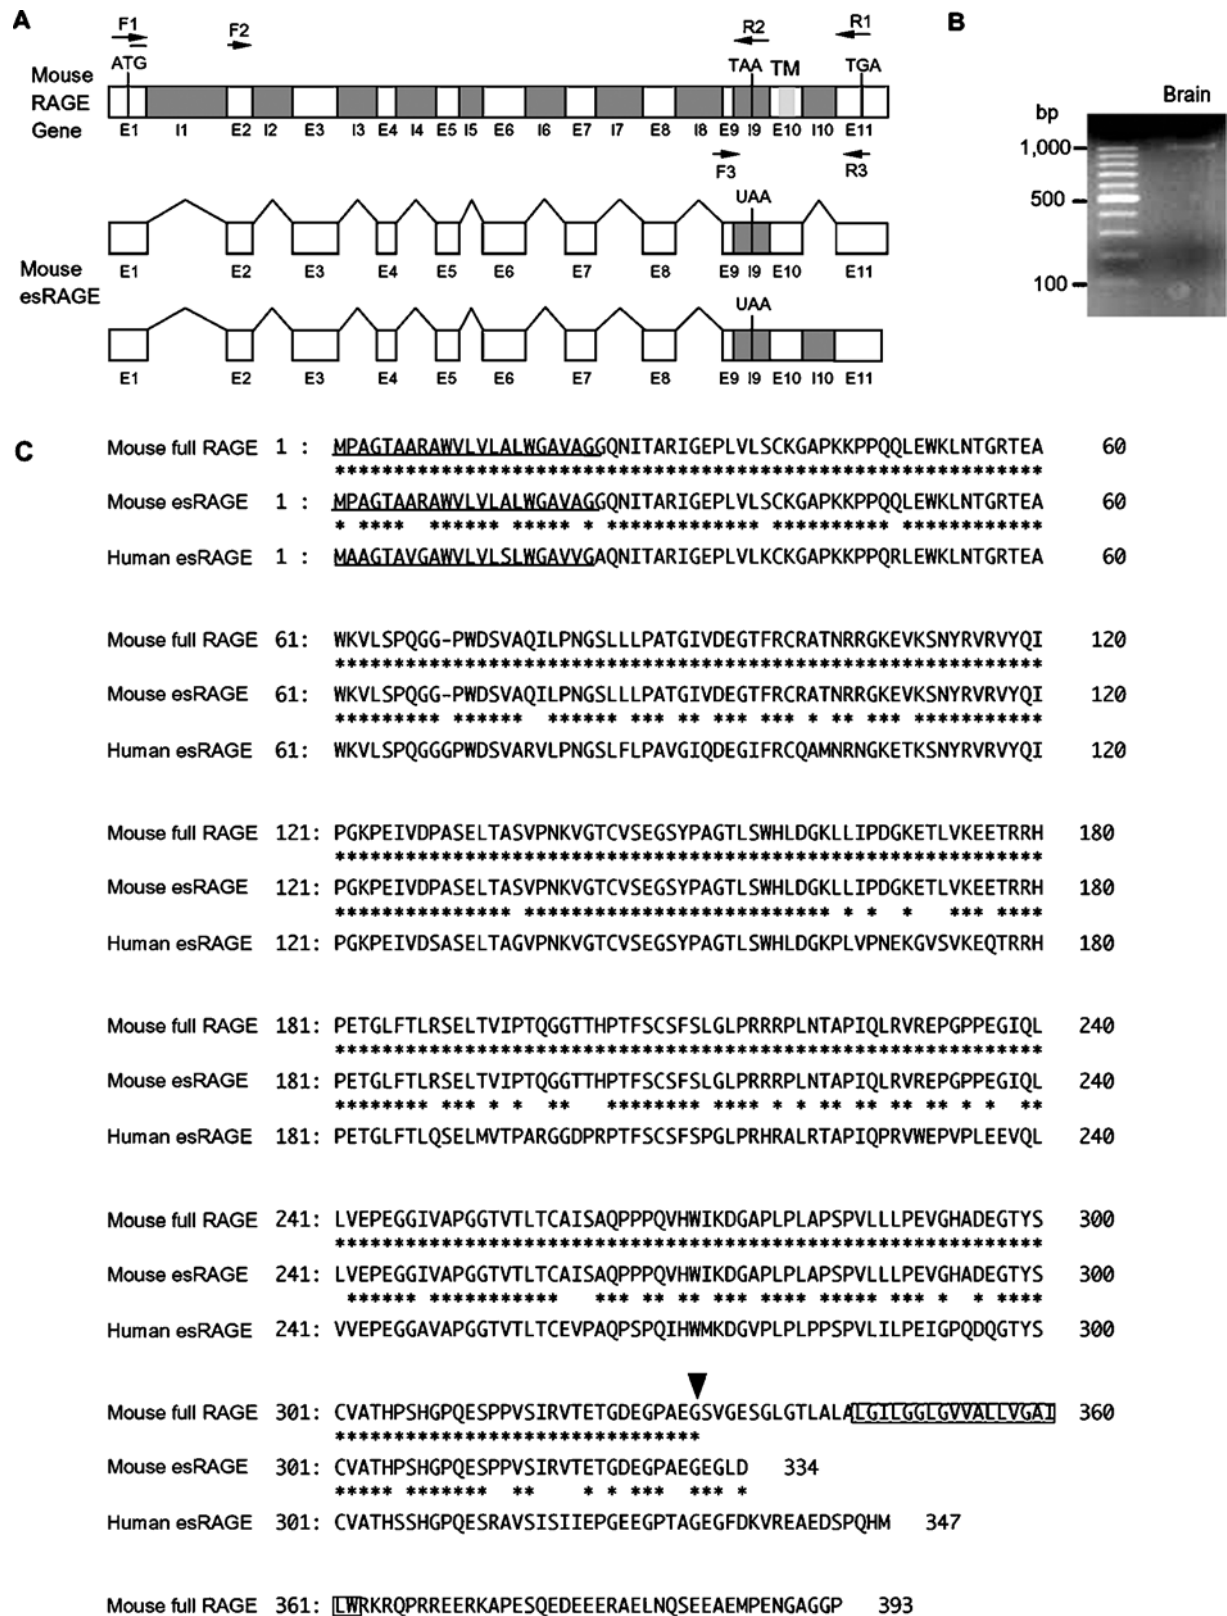 A
F1 F2 R2 R1
ATG TAA TM TGA
Mouse RAGE Gene
E1 I1 E2 I2 E3 I3 E4 I4 E5 I5 E6 I6 E7 I7 E8 I8 E9 I9 E10 I10 E11
F3 R3
UAA
E1 E2 E3 E4 E5 E6 E7 E8 E9 I9 E10 E11
Mouse esRAGE
UAA
E1 E2 E3 E4 E5 E6 E7 E8 E9 I9 E10 I10 E11
B
Brain
bp
1,000
500
100
C
Mouse full RAGE 1 : MPAGTAARAWVLVLALWGAVAGGQNITARIGEPLVLSCKGAPKKPPQQLEWKLNTGRTEA 60
************************************************************
Mouse esRAGE 1 : MPAGTAARAWVLVLALWGAVAGGQNITARIGEPLVLSCKGAPKKPPQQLEWKLNTGRTEA 60
* **** ****** ***** * ************* ********** ************
Human esRAGE 1 : MAAGTAVGAWVLVLSLWGAVVGAQNITARIGEPLVLKCKGAPKKPPQRLEWKLNTGRTEA 60
Mouse full RAGE 61: WKVLSPQGG-PWDSVAQILPNGSLLLPATGIVDEGTFRCRATNRRGKEVKSNYRVRVYQI 120
************************************************************
Mouse esRAGE 61: WKVLSPQGG-PWDSVAQILPNGSLLLPATGIVDEGTFRCRATNRRGKEVKSNYRVRVYQI 120
********* ****** ****** *** ** *** *** * ** *** ***********
Human esRAGE 61: WKVLSPQGGGPWDSVARVLPNGSLFLPAVGIQDEGIFRCQAMNRNGKETKSNYRVRVYQI 120
Mouse full RAGE 121: PGKPEIVDPASELTASVPNKVGTCVSEGSYPAGTLSWHLDGKLLIPDGKETLVKEETRRH 180
************************************************************
Mouse esRAGE 121: PGKPEIVDPASELTASVPNKVGTCVSEGSYPAGTLSWHLDGKLLIPDGKETLVKEETRRH 180
*************** ************************** * * * *** ****
Human esRAGE 121: PGKPEIVDSASELTAGVPNKVGTCVSEGSYPAGTLSWHLDGKPLVPNEKGVSVKEQTRRH 180
Mouse full RAGE 181: PETGLFTLRSELTVIPTQGGTTHPTFSCSFSLGLPRRRPLNTAPIQLRVREPGPPEGIQL 240
************************************************************
Mouse esRAGE 181: PETGLFTLRSELTVIPTQGGTTHPTFSCSFSLGLPRRRPLNTAPIQLRVREPGPPEGIQL 240
******** *** * * ** ******** **** * * ** ** ** * * **
Human esRAGE 181: PETGLFTLQSELMVTPARGGDPRPTFSCSFSPGLPRHRALRTAPIQPRVWEPVPLEEVQL 240
Mouse full RAGE 241: LVEPEGGIVAPGGTVTLTCAISAQPPPQVHWIKDGAPLPLAPSPVLLLPEVGHADEGTYS 300
************************************************************
Mouse esRAGE 241: LVEPEGGIVAPGGTVTLTCAISAQPPPQVHWIKDGAPLPLAPSPVLLLPEVGHADEGTYS 300
****** *********** *** ** ** *** **** ***** *** * * ****
Human esRAGE 241: VVEPEGGAVAPGGTVTLTCEVPAQPSPQIHWMKDGVPLPLPPSPVLILPEIGPQDQGTYS 300
Mouse full RAGE 301: CVATHPSHGPQESPPVSIRVTETGDEGPAEGSVGESGLGTLALALGILGGLGVVALLVGAI 360
*******************************
Mouse esRAGE 301: CVATHPSHGPQESPPVSIRVTETGDEGPAEGEGLD 334
***** ******* ** * * *** *** *
Human esRAGE 301: CVATHSSHGPQESRAVSISIIEPGEEGPTAGEGFDKVREAEDSPQHM 347
Mouse full RAGE 361: LWRKRQPRREERKAPESQEDEEERAELNQSEEAEMPENGAGGP 393